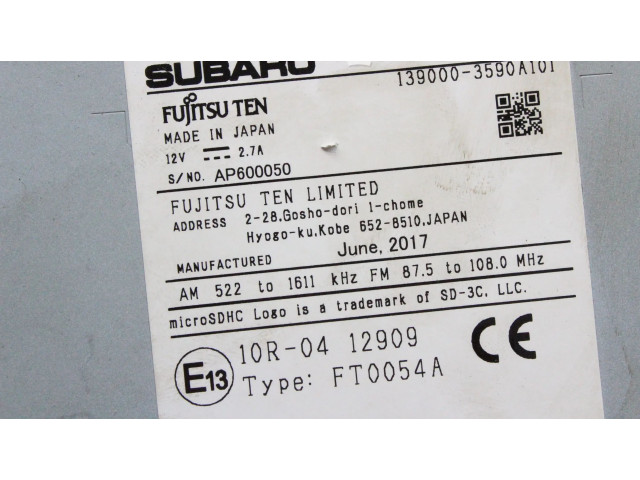 SUBARU
139000-3590A101
FUJITSU TEN
MADE IN JAPAN
12V 2.7A
S/NO. AP600050
FUJITSU TEN LIMITED
ADDRESS 2-28,Gosho-dori 1-chome
Hyogo-ku,Kobe 652-8510,JAPAN
MANUFACTURED June, 2017
AM 522 to 1611 kHz FM 87.5 to 108.0 MHz
microSDHC Logo is a trademark of SD-3C, LLC.
E13 10R-04 12909 CE
Type: FT0054A